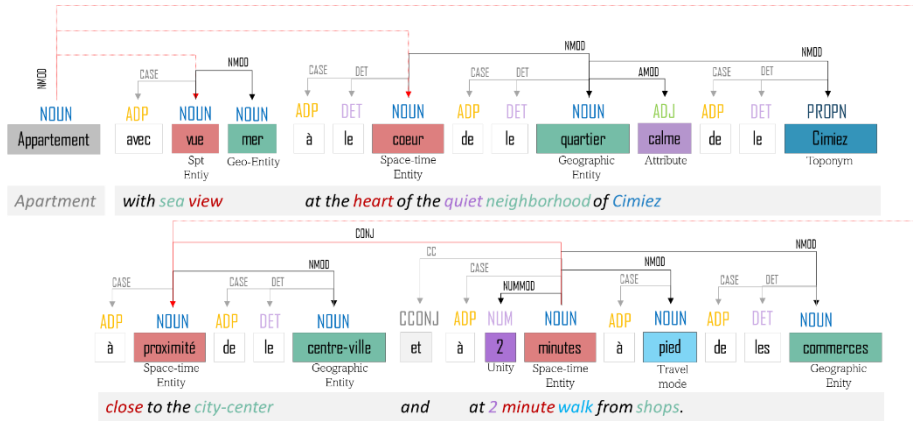 NMOD NMOD
NMOD NMOD CASE DET CASE DET AMOD CASE DET
CASE
NOUN ADP NOUN NOUN ADP DET NOUN ADP DET NOUN ADJ ADP DET PROPN
Appartement avec vue mer à le coeur de le quartier calme de le Cimiez
Spt Entiy Geo-Entity Space-time Entity Geographic Entity Attribute Toponym
Apartment with sea view at the heart of the quiet neighborhood of Cimiez
CONJ
CC NMOD
NMOD CASE NMOD
CASE CASE DET NUMMOD CASE CASE DET
ADP NOUN ADP DET NOUN CCONJ ADP NUM NOUN ADP NOUN ADP DET NOUN
à proximité de le centre-ville et à 2 minutes à pied de les commerces
Space-time Entity Geographic Entity Unity Space-time Entity Travel mode Geographic Enity
close to the city-center and at 2 minute walk from shops.